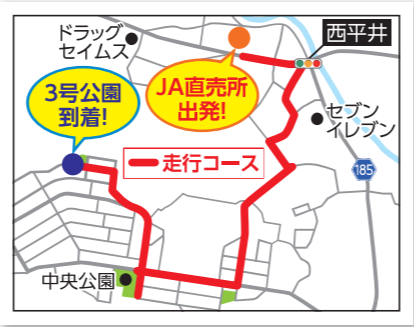 ドラッグ
セイムス
西平井
JA直売所
出発!
3号公園
到着!
セブン
イレブン
走行コース
185
中央公園